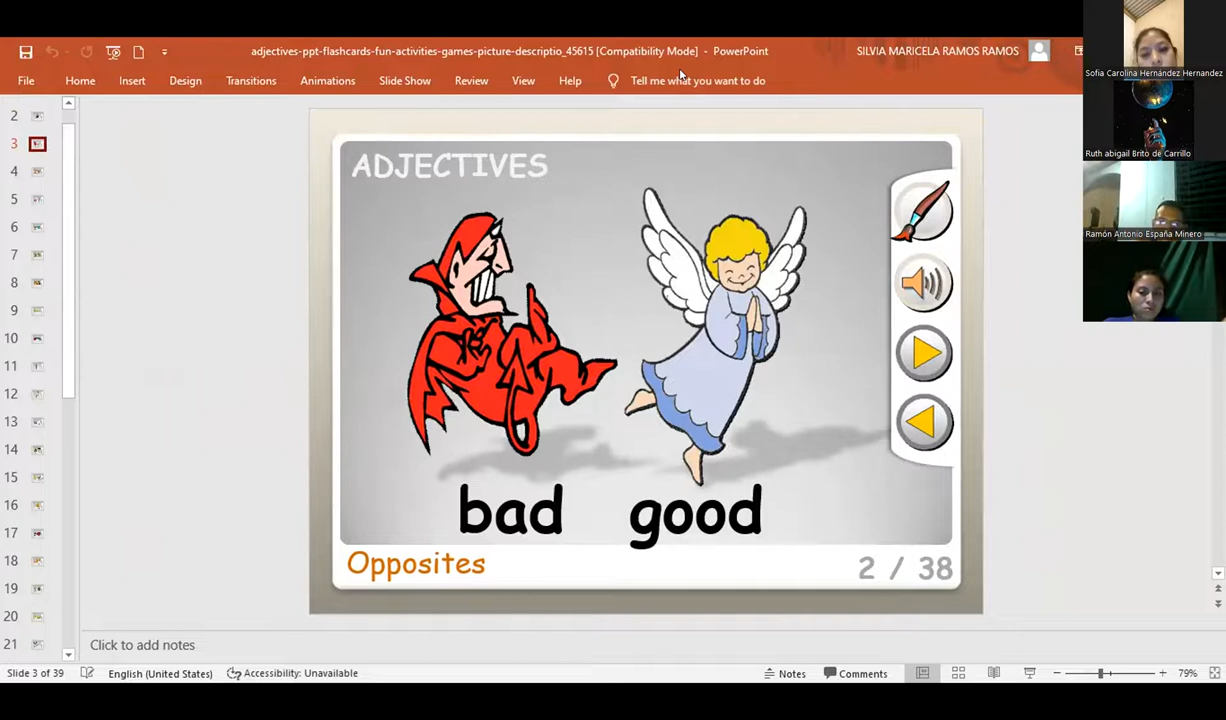 adjectives-ppt-flashcards-fun-activities-games-picture-descriptio_45615 [Compatibility Mode] - PowerPoint
SILVIA MARICELA RAMOS RAMOS
File Home Insert Design Transitions Animations Slide Show Review View Help Tell me what you want to do
Sofia Carolina Hernández Hernandez
Ruth abigail Brito de Carrillo
Ramón Antonio España Minero
2
3
4
5
6
7
8
9
10
11
12
13
14
15
16
17
18
19
20
21
ADJECTIVES
bad good
Opposites
2 / 38
Click to add notes
Slide 3 of 39 English (United States) Accessibility: Unavailable Notes Comments 79%